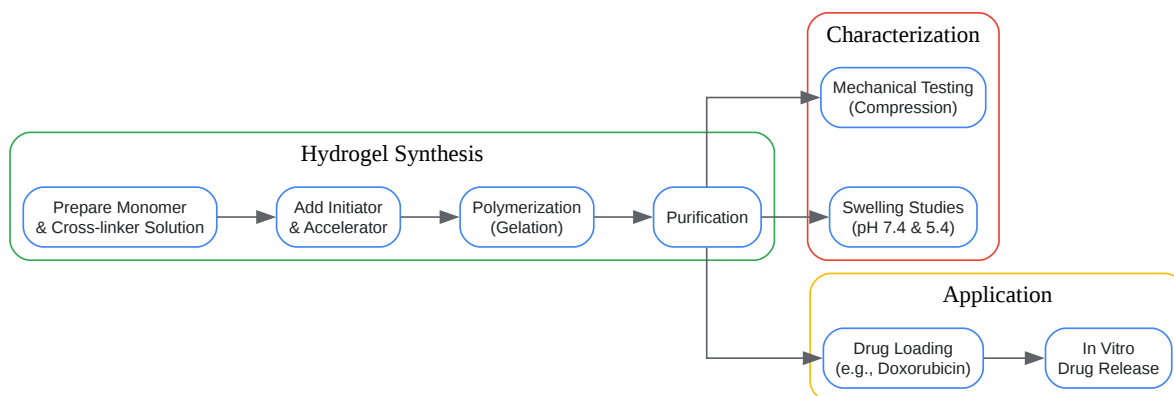 Characterization
Mechanical Testing
(Compression)
Hydrogel Synthesis
Prepare Monomer
& Cross-linker Solution
Add Initiator
& Accelerator
Polymerization
(Gelation)
Purification
Swelling Studies
(pH 7.4 & 5.4)
Application
Drug Loading
(e.g., Doxorubicin)
In Vitro
Drug Release